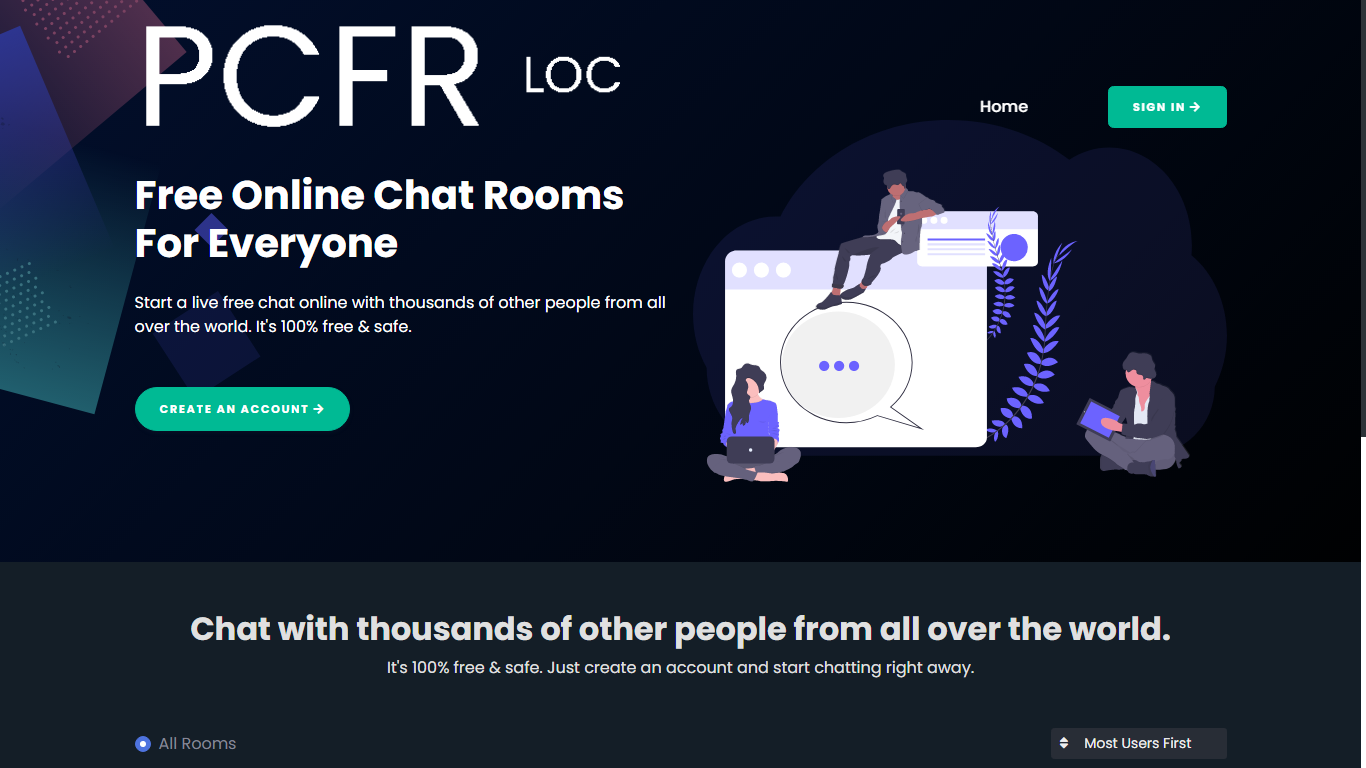 PCFR LOC
Home
SIGN IN
Free Online Chat Rooms
For Everyone
Start a live free chat online with thousands of other people from all
over the world. It's 100% free & safe.
CREATE AN ACCOUNT
Chat with thousands of other people from all over the world.
It's 100% free & safe. Just create an account and start chatting right away.
All Rooms
Most Users First